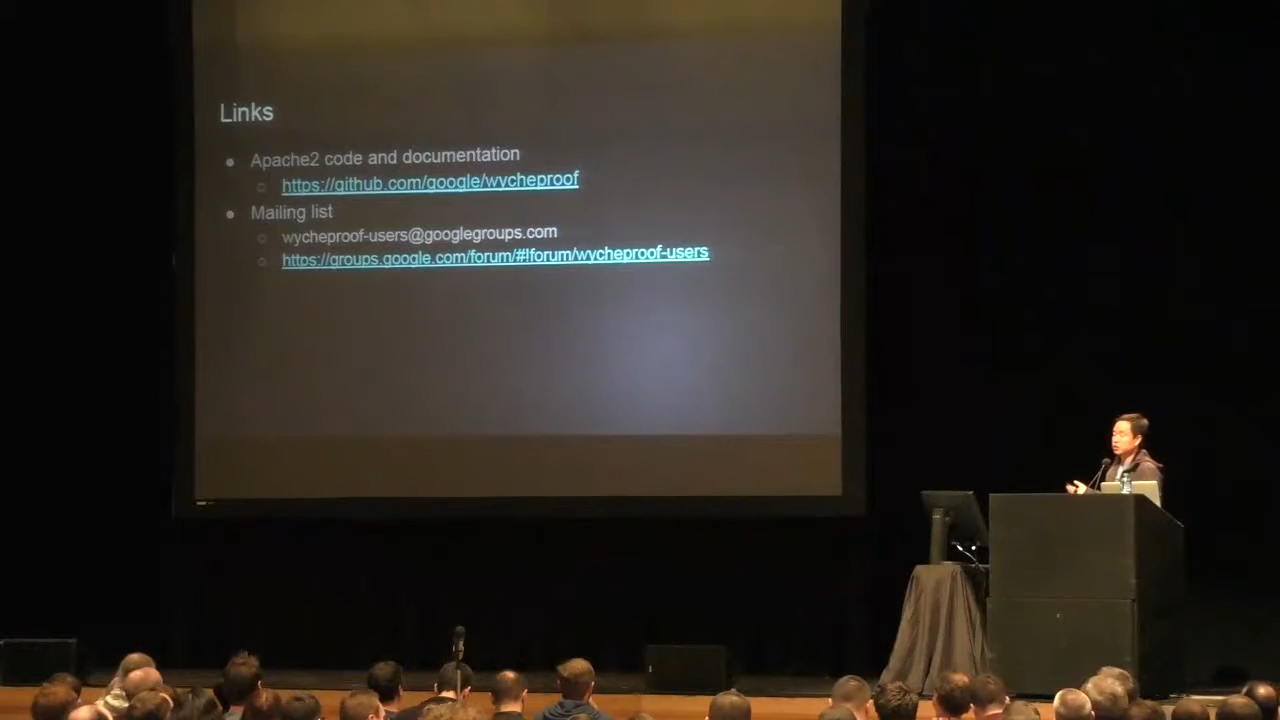 Links
Apache2 code and documentation
https://github.com/google/wycheproof
Mailing list
wycheproof-users@googlegroups.com
https://groups.google.com/forum/#!forum/wycheproof-users